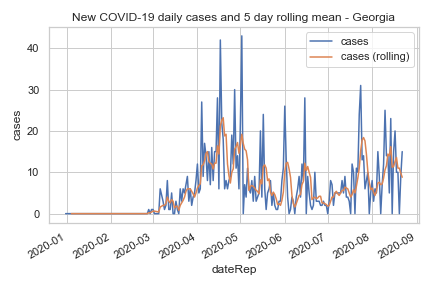 New COVID-19 daily cases and 5 day rolling mean - Georgia
cases
cases (rolling)
40
30
20
10
0
cases
2020-01
2020-02
2020-03
2020-04
2020-05
2020-06
2020-07
2020-08
2020-09
dateRep